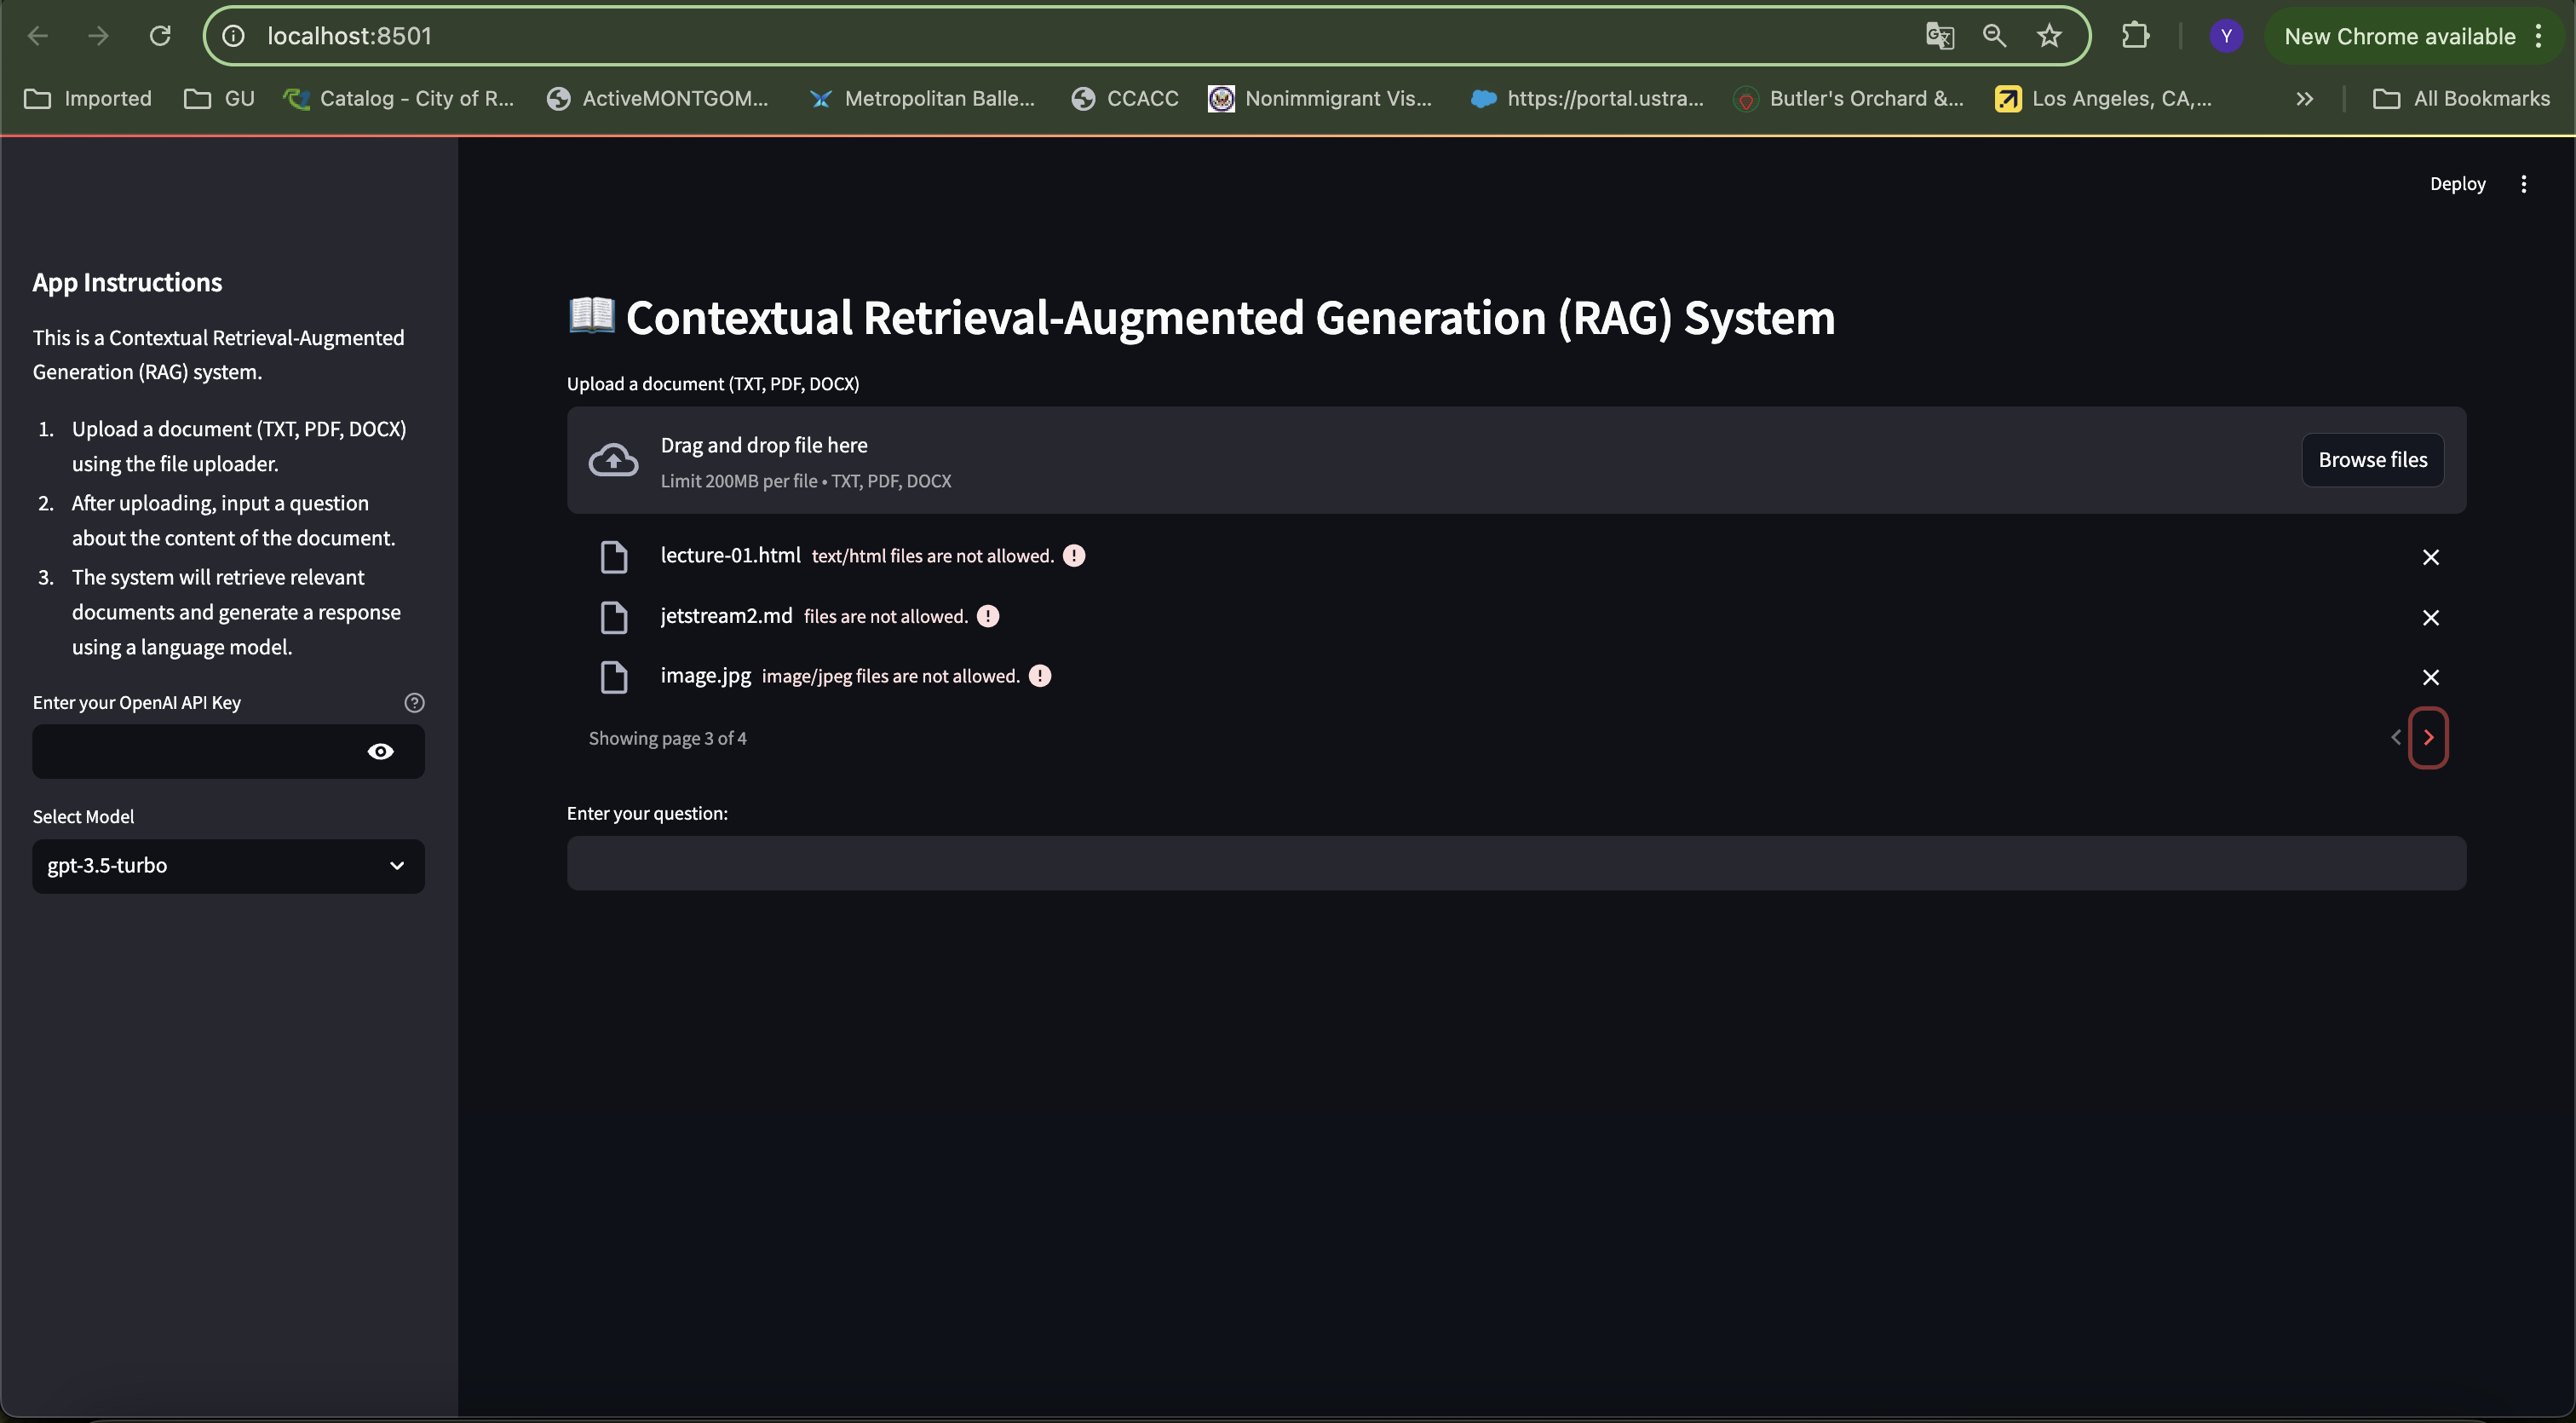 localhost:8501
Y
New Chrome available
Imported
GU
Catalog - City of R...
ActiveMONTGOM...
Metropolitan Balle...
CCACC
Nonimmigrant Vis...
https://portal.ustra...
Butler's Orchard &...
Los Angeles, CA,...
All Bookmarks
Deploy
App Instructions
This is a Contextual Retrieval-Augmented
Generation (RAG) system.
1. Upload a document (TXT, PDF, DOCX)
using the file uploader.
2. After uploading, input a question
about the content of the document.
3. The system will retrieve relevant
documents and generate a response
using a language model.
Enter your OpenAI API Key
Select Model
gpt-3.5-turbo
📖 Contextual Retrieval-Augmented Generation (RAG) System
Upload a document (TXT, PDF, DOCX)
Drag and drop file here
Limit 200MB per file • TXT, PDF, DOCX
Browse files
lecture-01.html text/html files are not allowed.
jetstream2.md files are not allowed.
image.jpg image/jpeg files are not allowed.
Showing page 3 of 4
Enter your question: